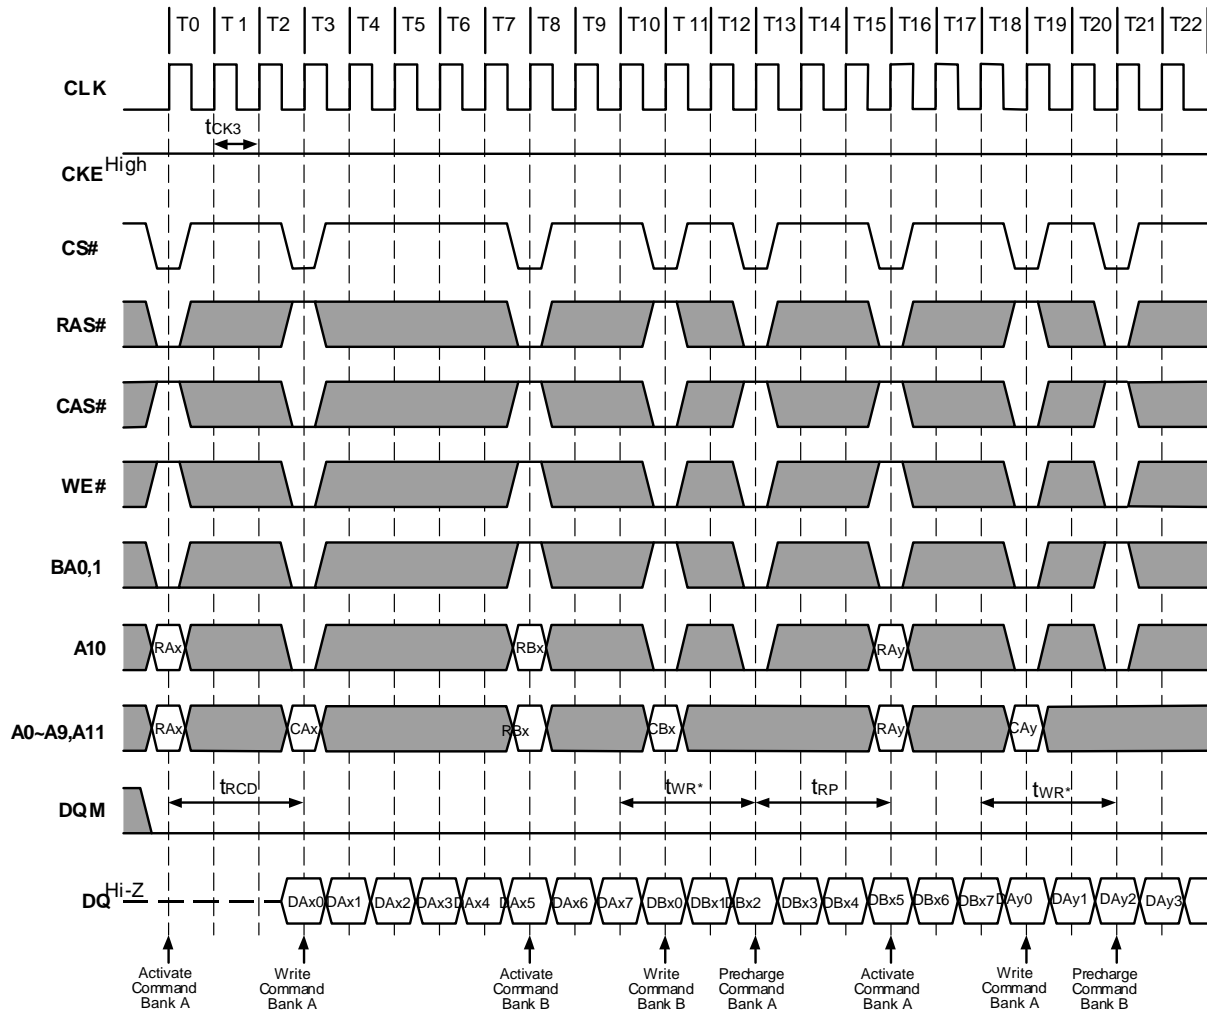 T0 T 1 T2 T3 T4 T5 T6 T7 T8 T9 T10 T 11 T12 T13 T14 T15 T16 T17 T18 T19 T20 T21 T22
CLK
tCK3
CKE High
CS#
RAS#
CAS#
WE#
BA0,1
A10 RAx RBx RAy
A0~A9,A11 RAx CAx RBx CBx RAy CAy
tRCD tWR* tRP tWR*
DQM
DQ Hi-Z DAx0 DAx1 DAx2 DAx3 DAx4 DAx5 DAx6 DAx7 DBx0 DBx1 DBx2 DBx3 DBx4 DBx5 DBx6 DBx7 DAy0 DAy1 DAy2 DAy3
Activate Write Activate Write Precharge Activate Write Precharge
Command Command Command Command Command Command Command Command
Bank A Bank A Bank B Bank B Bank A Bank A Bank A Bank B